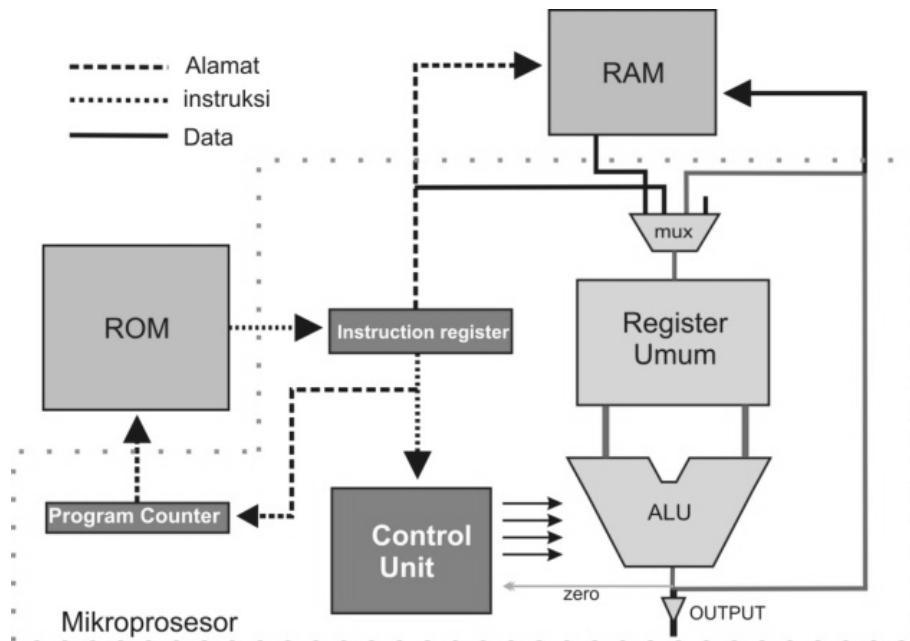 Alamat
instruksi
Data
RAM
mux
ROM
Instruction register
Register
Umum
Program Counter
Control
Unit
ALU
zero
OUTPUT
Mikroprosesor